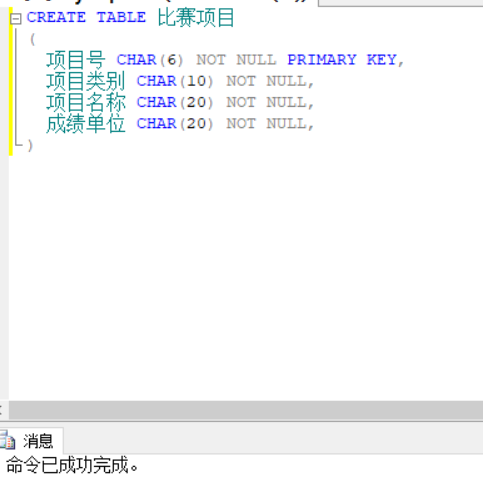 CREATE TABLE 比赛项目
(
项目号 CHAR(6) NOT NULL PRIMARY KEY,
项目类别 CHAR(10) NOT NULL,
项目名称 CHAR(20) NOT NULL,
成绩单位 CHAR(20) NOT NULL,
)
消息
命令已成功完成。